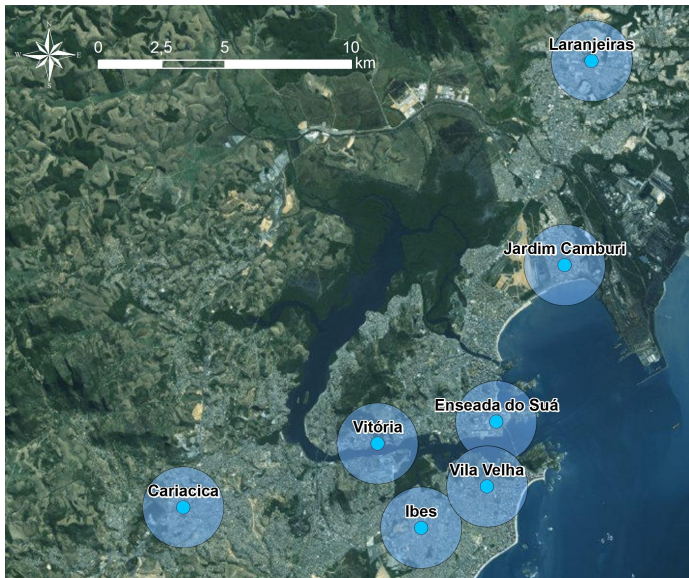 N
W
E
S
0 2,5 5 10
km
Laranjeiras
Jardim Camburi
Enseada do Suá
Vitória
Vila Velha
Cariacica
Ibes